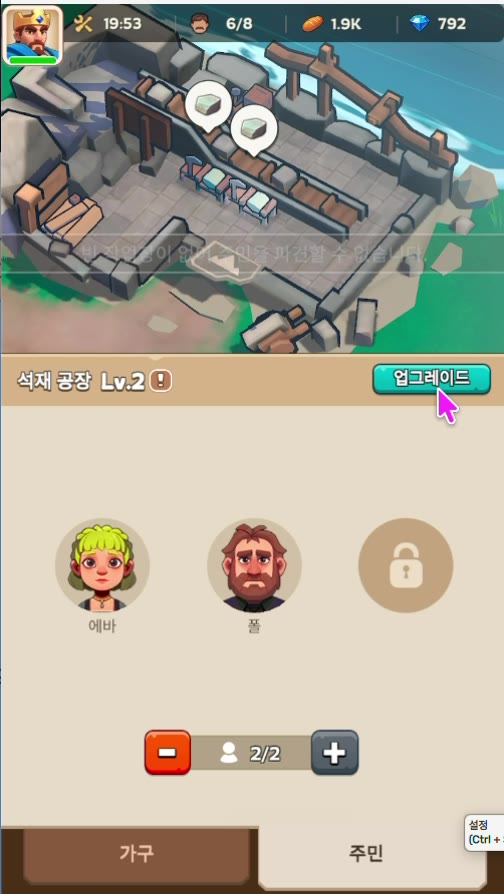 19:53 6/8 1.9K 792
빈 작업장이 없어 주민을 파견할 수 없습니다.
석재 공장 Lv.2 !
업그레이드
에바 폴
2/2
가구 주민
설정
(Ctrl +